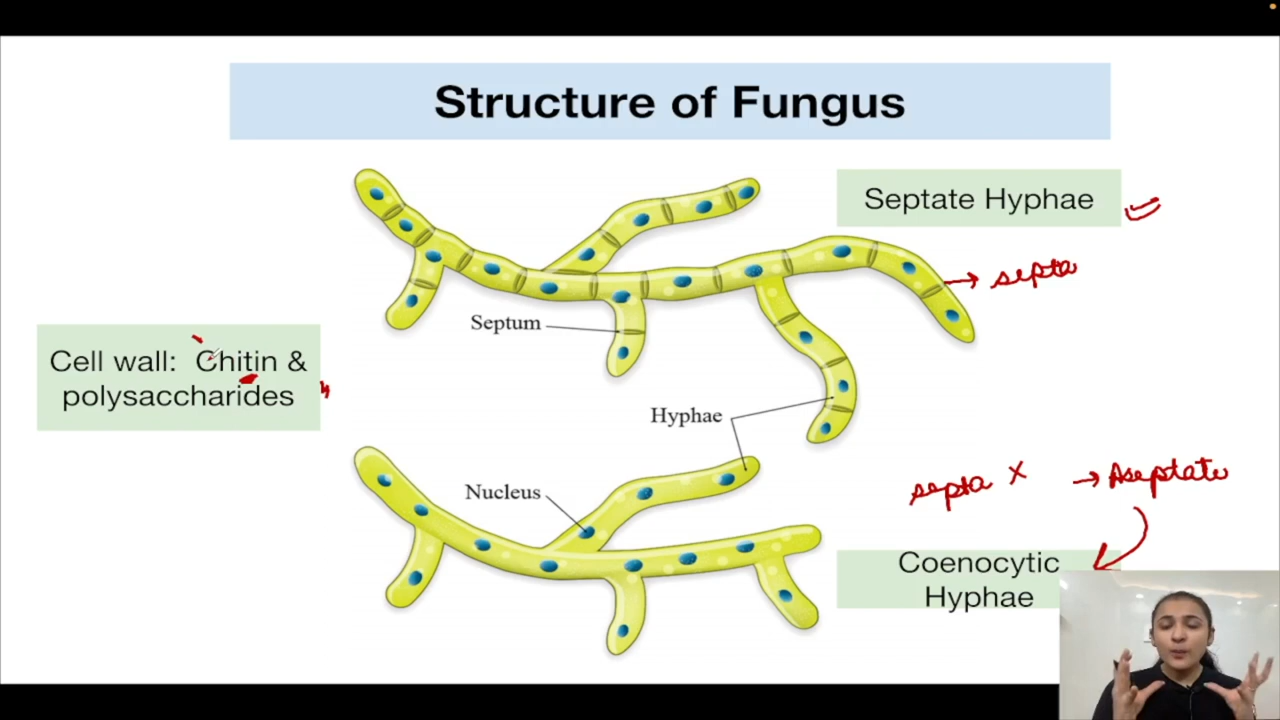 Structure of Fungus
Septate Hyphae
septa
Septum
Cell wall: Chitin &
polysaccharides
Hyphae
Nucleus
septa x → Aseptate
Coenocytic
Hyphae